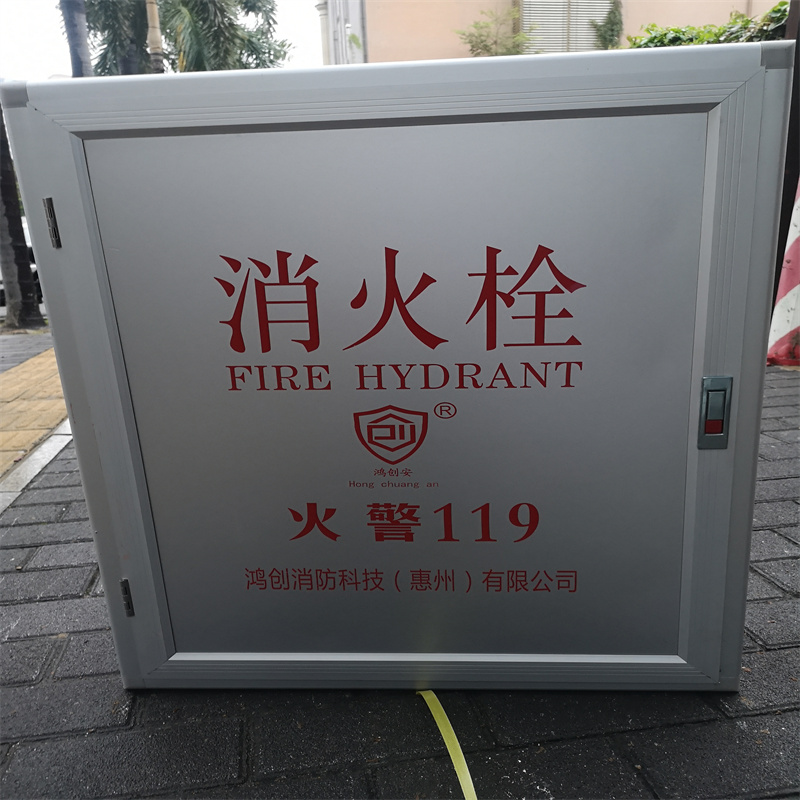 消火栓
FIRE HYDRANT
®
鸿创安
Hong chuang an
火警119
鸿创消防科技（惠州）有限公司